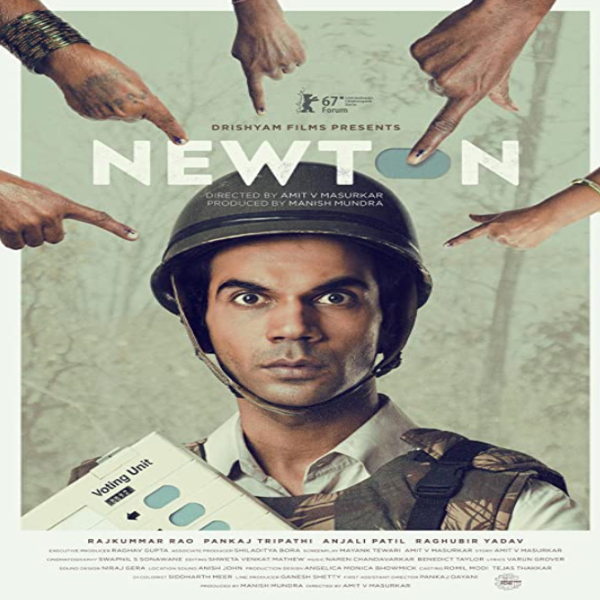 67
Forum
DRISHYAM FILMS PRESENTS
NEWTON
DIRECTED BY AMIT V MASURKAR
PRODUCED BY MANISH MUNDRA
Voting Unit
RAJKUMMAR RAO PANKAJ TRIPATHI ANJALI PATIL RAGHUBIR YADAV
EXECUTIVE PRODUCER RAGHAV GUPTA ASSOCIATE PRODUCER SHILADITYA BORA SCREENPLAY MAYANK TEWARI AMIT V MASURKAR STORY AMIT V MASURKAR
CINEMATOGRAPHY SWAPNIL S SONAWANE EDITING SHWETA VENKAT MATHEW MUSIC NAREN CHANDAVARKAR BENEDICT TAYLOR LYRICS VARUN GROVER
SOUND DESIGN NIRAJ GERA LOCATION SOUND ANISH JOHN PRODUCTION DESIGN ANGELICA MONICA BHOWMICK CASTING ROMIL MODI TEJAS THAKKAR
DI COLORIST SIDDHARTH MEER LINE PRODUCER GANESH SHETTY FIRST ASSISTANT DIRECTOR PANKAJ DAYANI
PRODUCED BY MANISH MUNDRA DIRECTED BY AMIT V MASURKAR